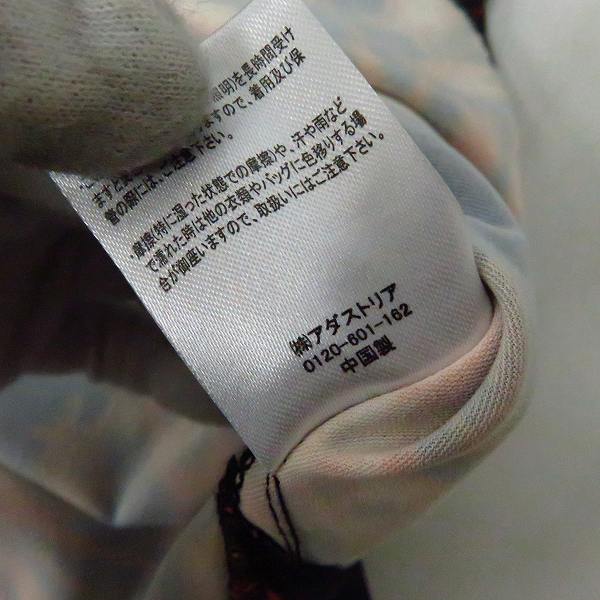 照明)を長時間受け
ますと
ますので、着用及び保
管の際には、ご注意下さい。
・摩擦(特に湿った状態での摩擦)や、汗や雨など
で濡れた時は他の衣類やバッグに色移りする場
合が御座いますので、取扱いにはご注意下さい。
㈱アダストリア
0120-601-162
中国製